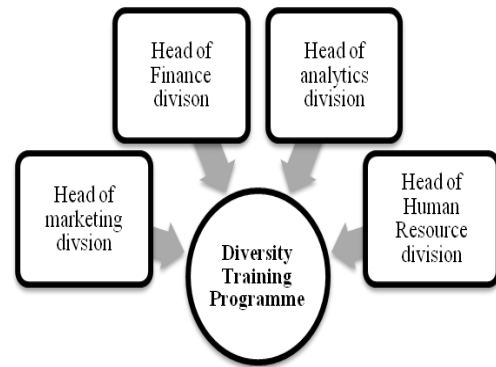 Head of
Finance
divison
Head of
analytics
division
Head of
marketing
divsion
Head of
Human
Resource
division
Diversity
Training
Programme